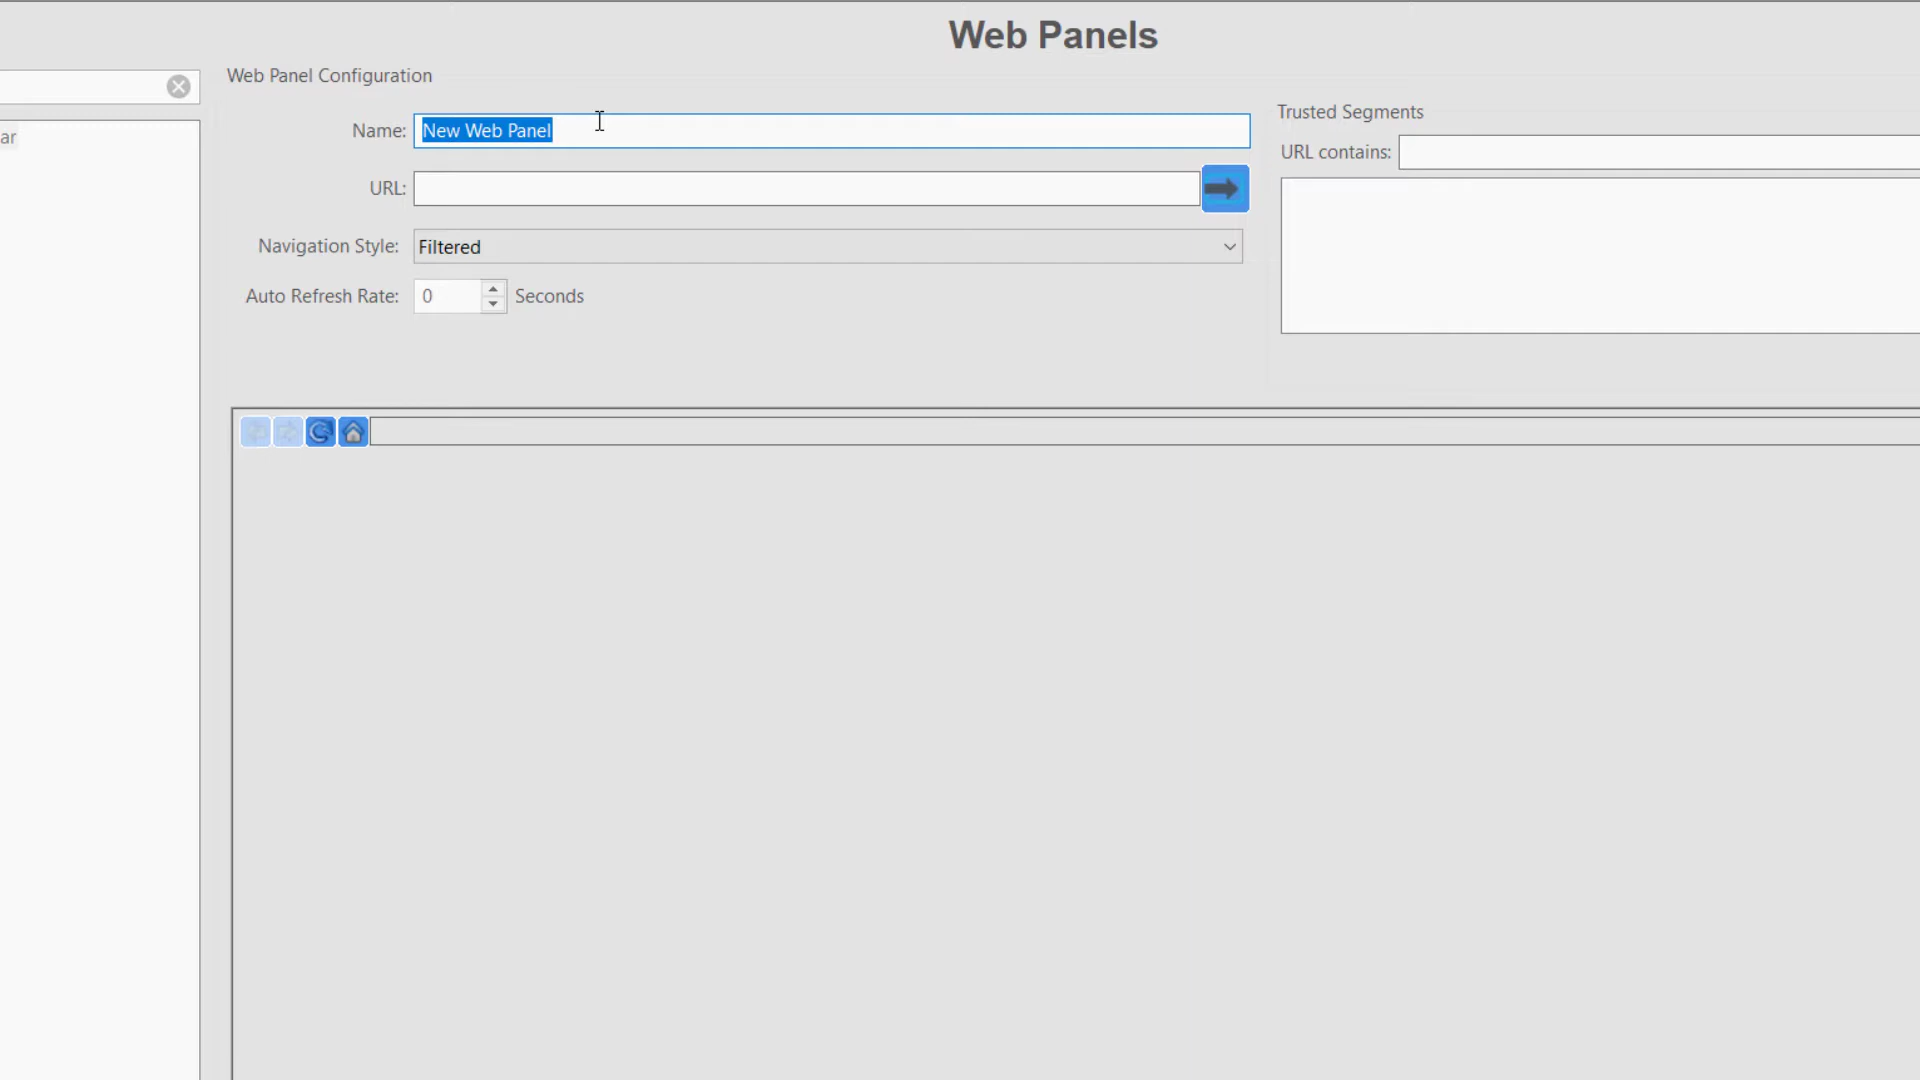 Web Panels
Web Panel Configuration
ar
Name: New Web Panel
URL:
Navigation Style: Filtered
Auto Refresh Rate: 0 Seconds
Trusted Segments
URL contains: